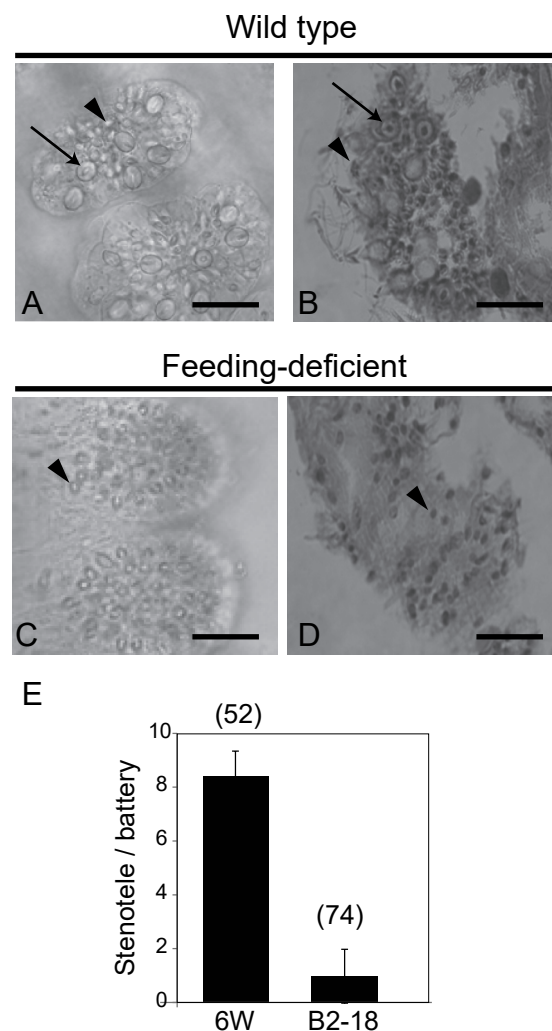 Wild type
A
B
Feeding-deficient
C
D
E
(52)
(74)
Stenotele / battery
10
8
6
4
2
0
6W
B2-18